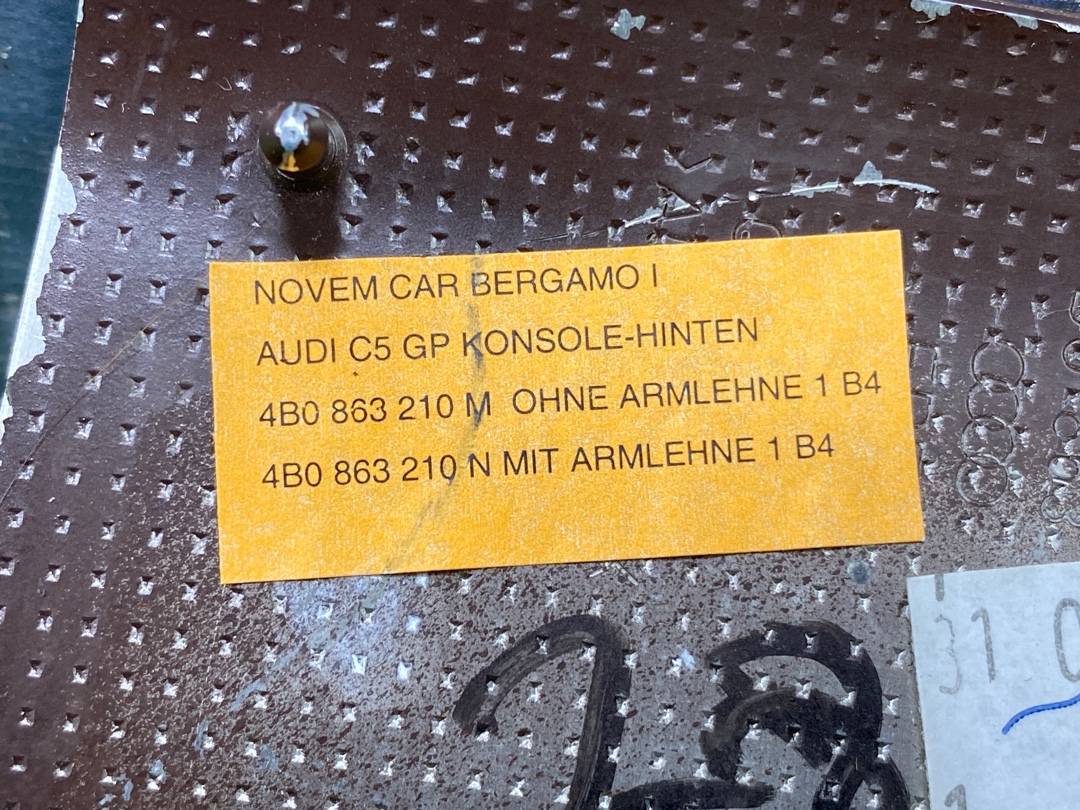 NOVEM CAR BERGAMO I
AUDI C5 GP KONSOLE-HINTEN
4B0 863 210 M OHNE ARMLEHNE 1 B4
4B0 863 210 N MIT ARMLEHNE 1 B4